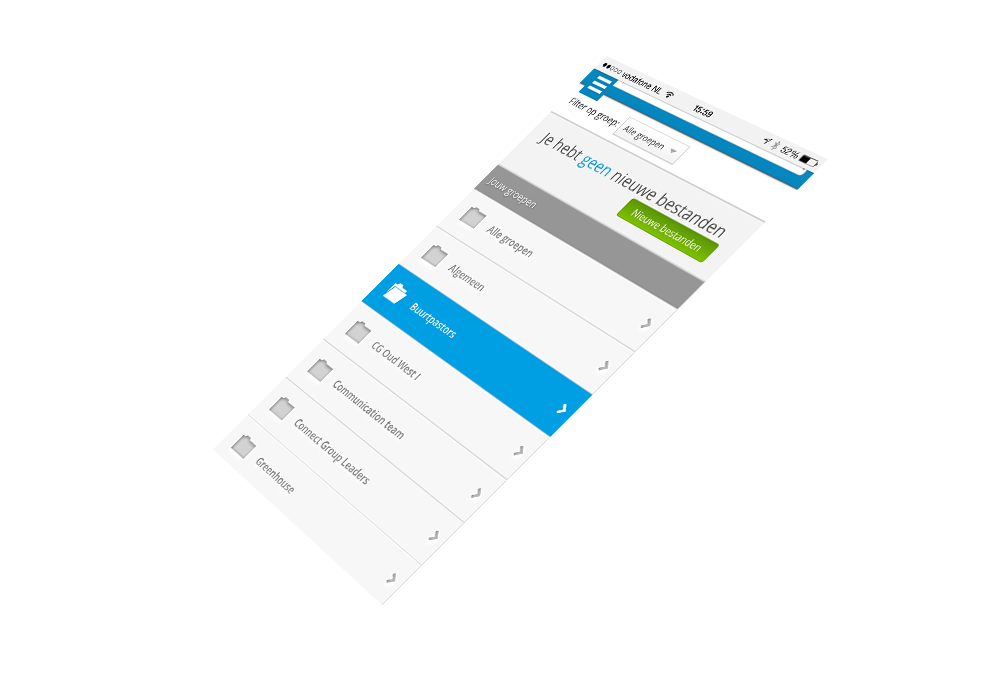 vodafone NL 15:59 52%
Filter op groep: Alle groepen
Je hebt geen nieuwe bestanden
Nieuwe bestanden
jouw groepen
Alle groepen
Algemeen
Buurtpastors
CG Oud West I
Communication team
Connect Group Leaders
Greenhouse